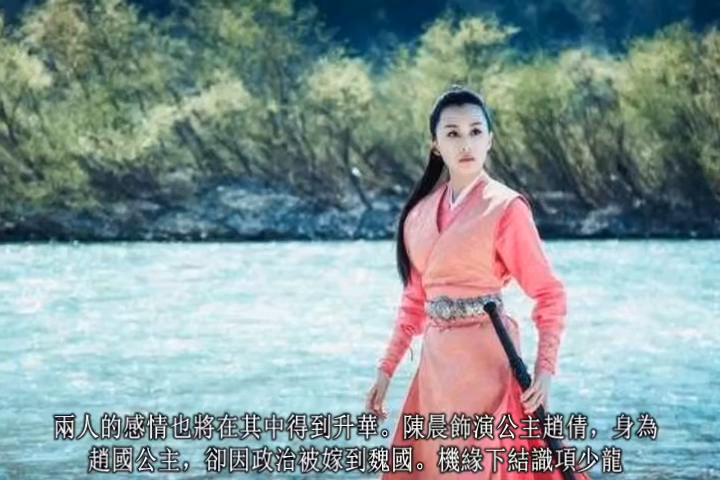 兩人的感情也將在其中得到升華。陳晨飾演公主趙倩，身為
趙國公主，卻因政治被嫁到魏國。機緣下結識項少龍